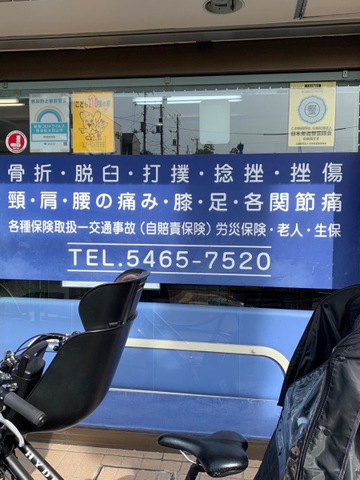 骨折・脱臼・打撲・捻挫・挫傷
頸・肩・腰の痛み・膝・足・各関節痛
各種保険取扱一交通事故（自賠責保険）労災保険・老人・生保
TEL.5465-7520
HYD